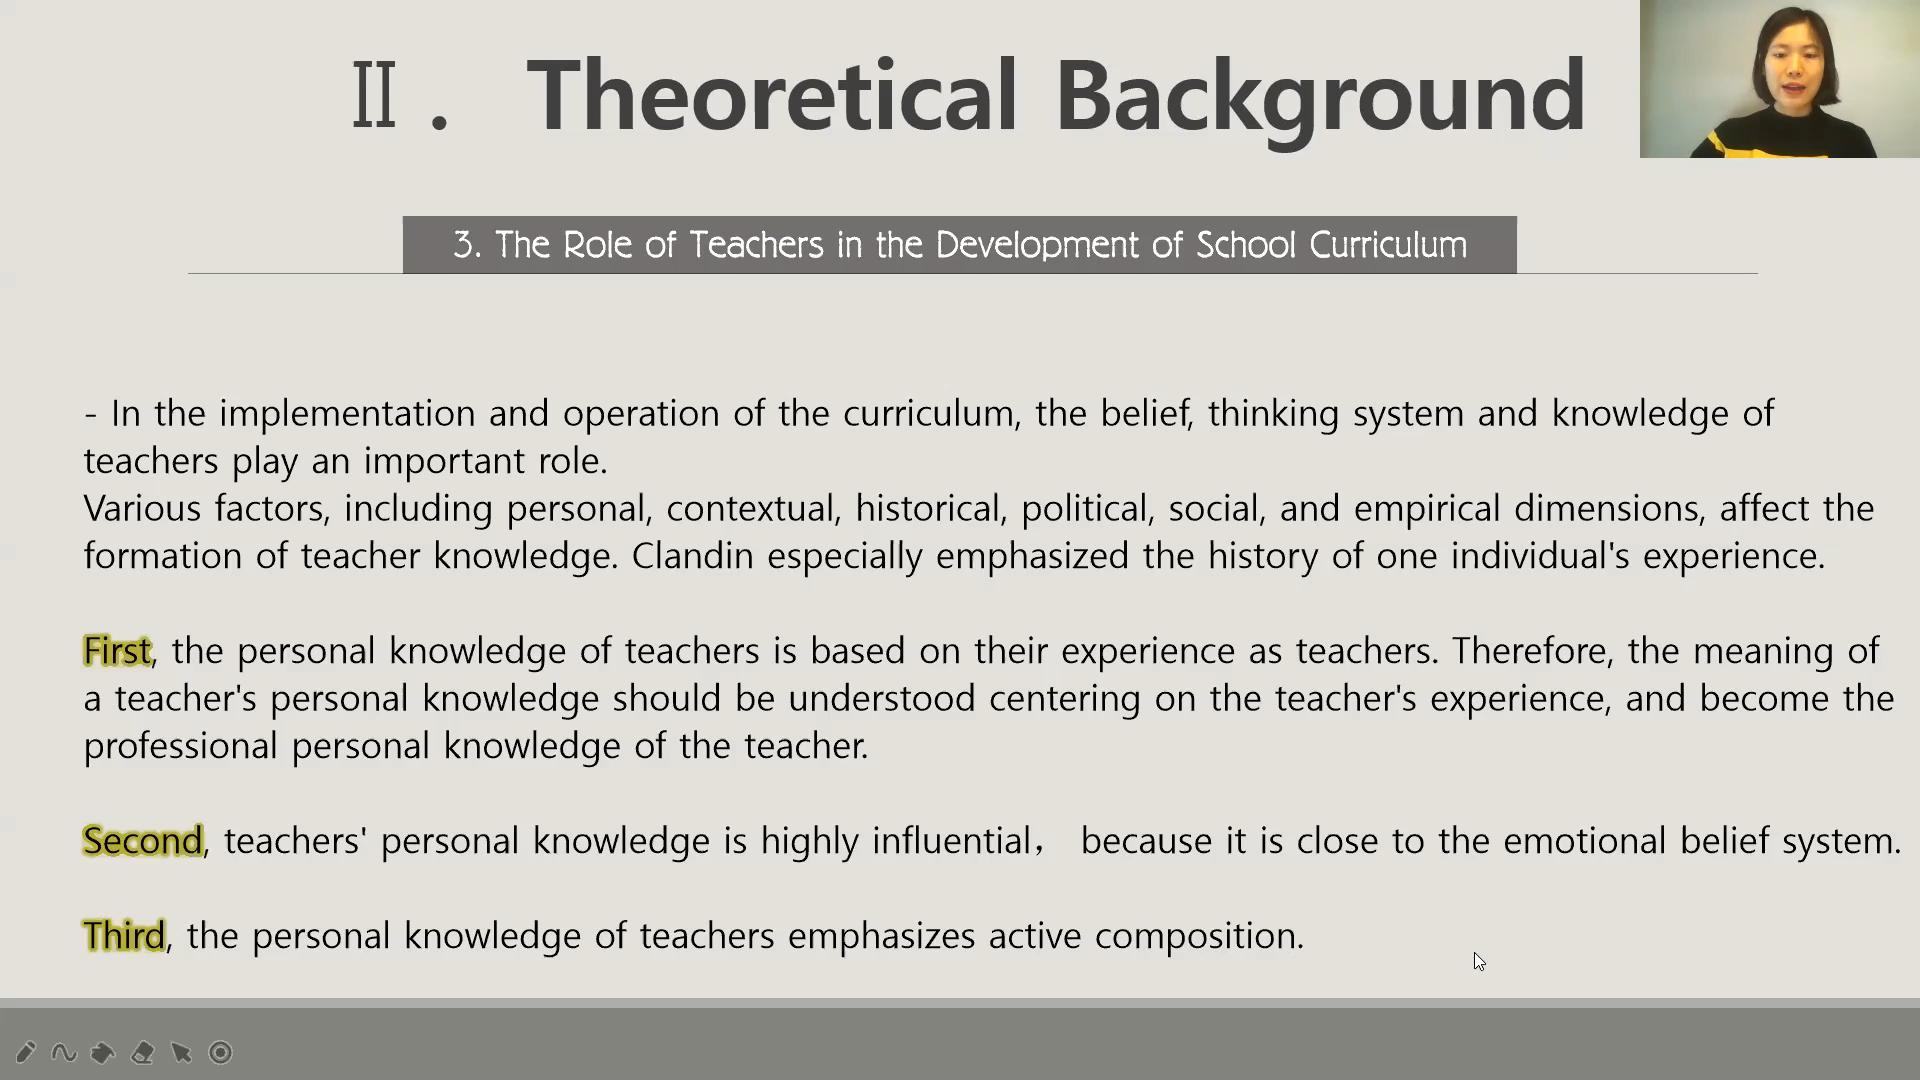 Ⅱ. Theoretical Background
3. The Role of Teachers in the Development of School Curriculum
- In the implementation and operation of the curriculum, the belief, thinking system and knowledge of
teachers play an important role.
Various factors, including personal, contextual, historical, political, social, and empirical dimensions, affect the
formation of teacher knowledge. Clandin especially emphasized the history of one individual's experience.
First, the personal knowledge of teachers is based on their experience as teachers. Therefore, the meaning of
a teacher's personal knowledge should be understood centering on the teacher's experience, and become the
professional personal knowledge of the teacher.
Second, teachers' personal knowledge is highly influential， because it is close to the emotional belief system.
Third, the personal knowledge of teachers emphasizes active composition.